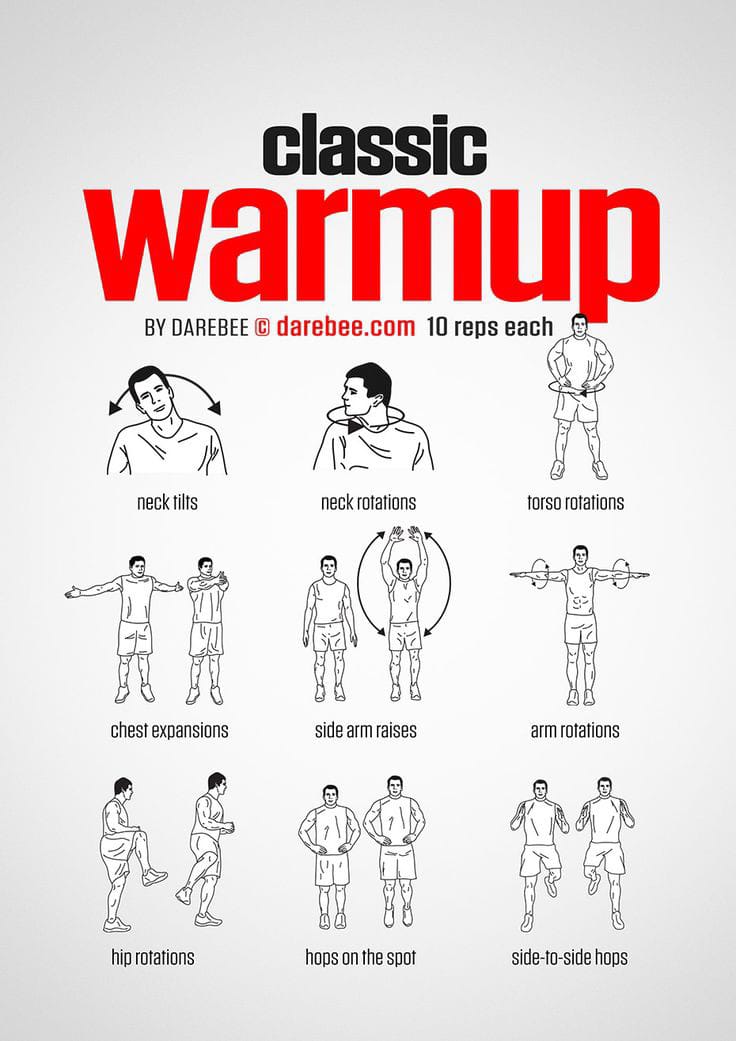 classic
warmup
BY DAREBEE © darebee.com 10 reps each
neck tilts
neck rotations
torso rotations
chest expansions
side arm raises
arm rotations
hip rotations
hops on the spot
side-to-side hops